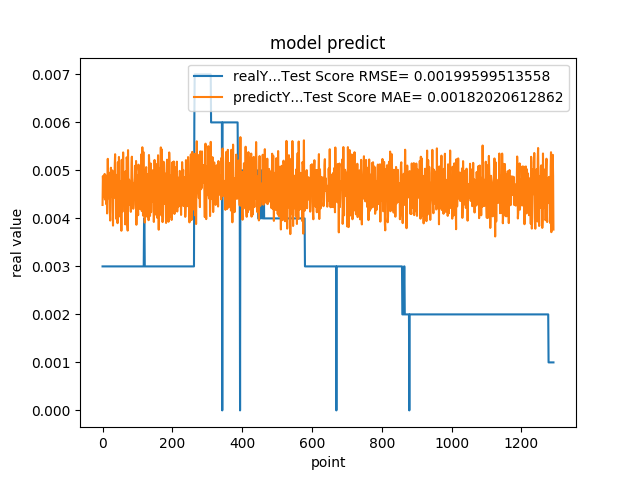 model predict
realY...Test Score RMSE= 0.00199599513558
predictY...Test Score MAE= 0.00182020612862
0.007
0.006
0.005
0.004
0.003
0.002
0.001
0.000
real value
0 200 400 600 800 1000 1200
point